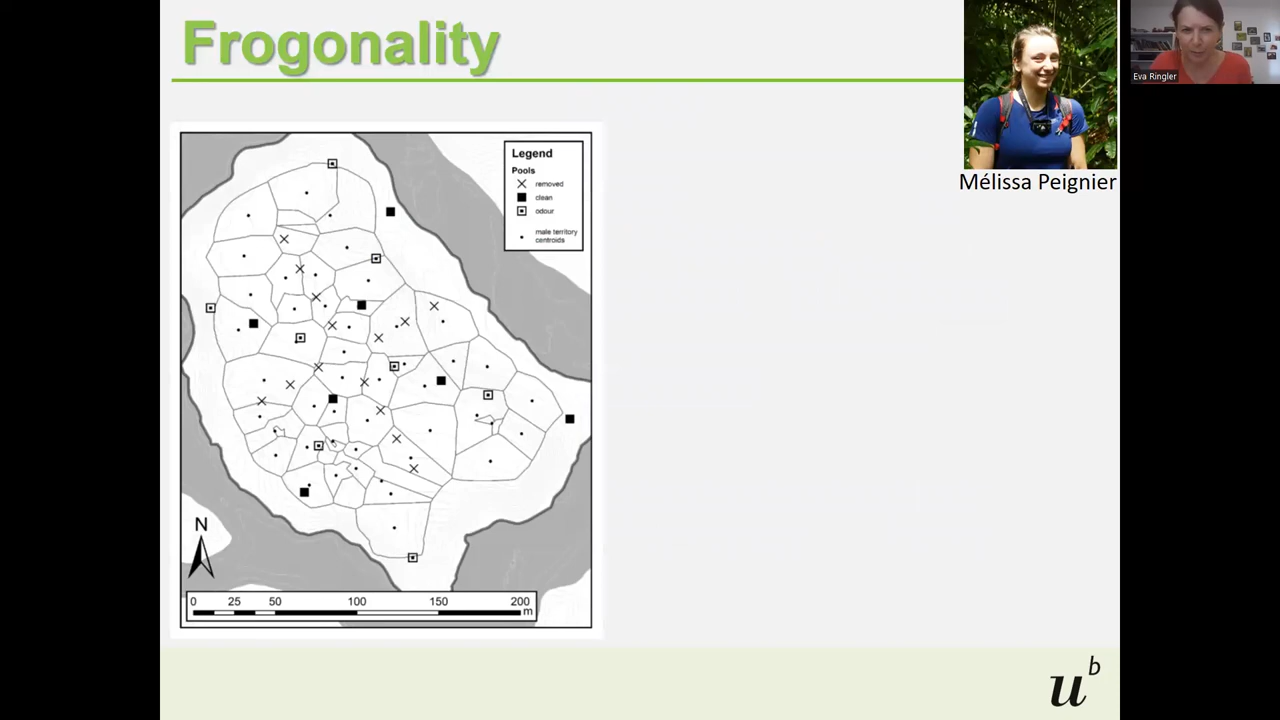 Frogonality
Eva Ringler
Mélissa Peignier
Legend
Pools
removed
clean
odour
male territory
centroids
N
0 25 50 100 150 200
m
u^b